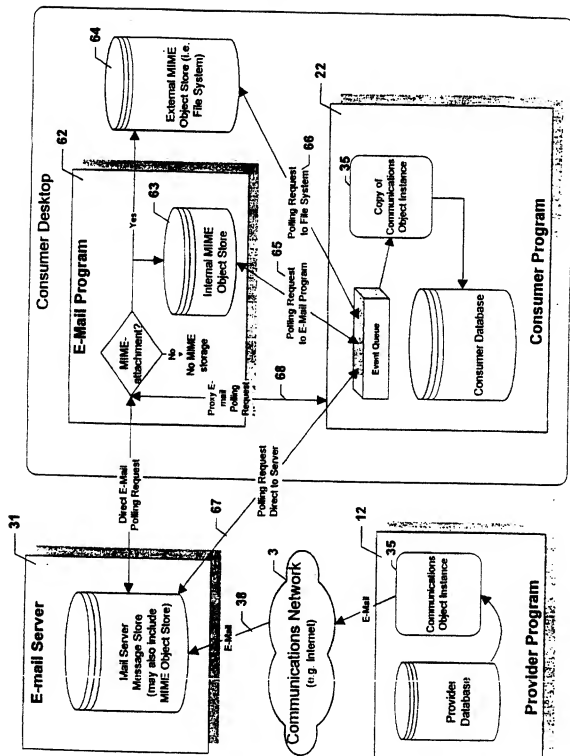 Consumer Desktop
E-Mail Program
62
64
External MIME
Object Store (i.e.
File System)
Yes
63
Internal MIME
Object Store
MIME-
attachment?
No
No MIME
storage
Direct E-Mail
Polling Request
Proxy E-
mail
Polling
Request
68
Polling Request
to E-Mail Program
65
Polling Request
to File System
66
Polling Request
Direct to Server
67
31
E-mail Server
Mail Server
Message Store
(may also include
MIME Object Store)
38
E-Mail
3
Communications Network
(e.g. Internet)
E-Mail
12
35
Communications
Object Instance
Provider
Database
Provider Program
22
35
Copy of
Communications
Object Instance
Event Queue
Consumer Database
Consumer Program